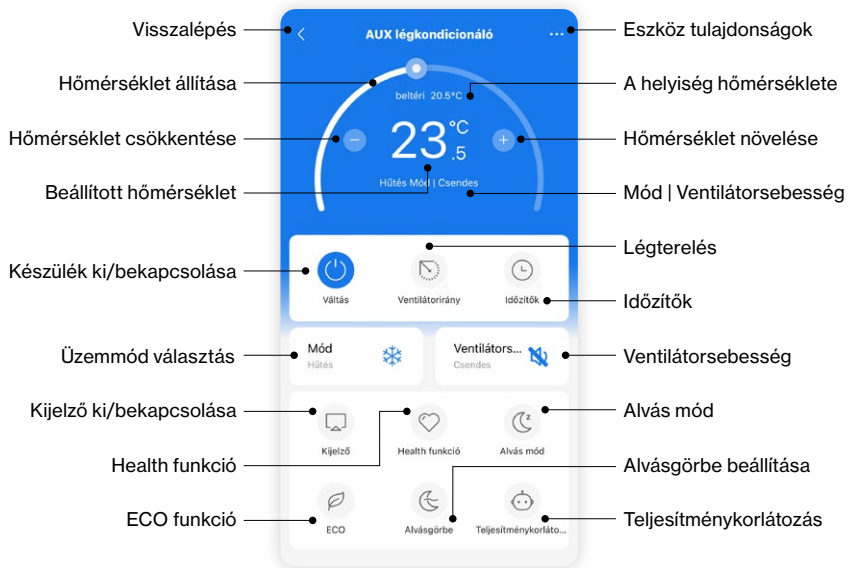 Visszalépés
AUX légkondicionáló
Eszköz tulajdonságok
Hőmérséklet állítása
beltéri 20.5°C
A helyiség hőmérséklete
Hőmérséklet csökkentése
23.5°C
Hőmérséklet növelése
Beállított hőmérséklet
Hűtés Mód | Csendes
Mód | Ventilátorsebesség
Légterelés
Készülék ki/bekapcsolása
Váltás
Ventilátorirány
Időzítők
Időzítők
Üzemmód választás
Mód
Hűtés
Ventilátors...
Csendes
Ventilátorsebesség
Kijelző ki/bekapcsolása
Alvás mód
Kijelző
Health funkció
Alvás mód
Health funkció
Alvásgörbe beállítása
ECO funkció
ECO
Alvásgörbe
Teljesítménykorláto...
Teljesítménykorlátozás